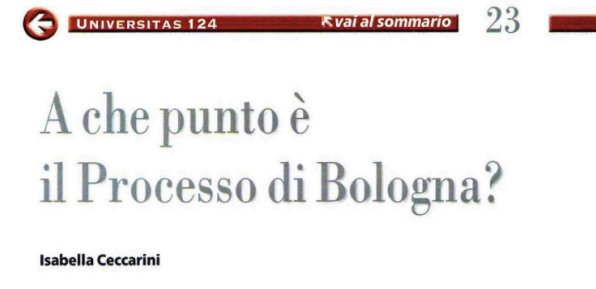 UNIVERSITAS 124 vai al sommario 23
A che punto è
il Processo di Bologna?
Isabella Ceccarini